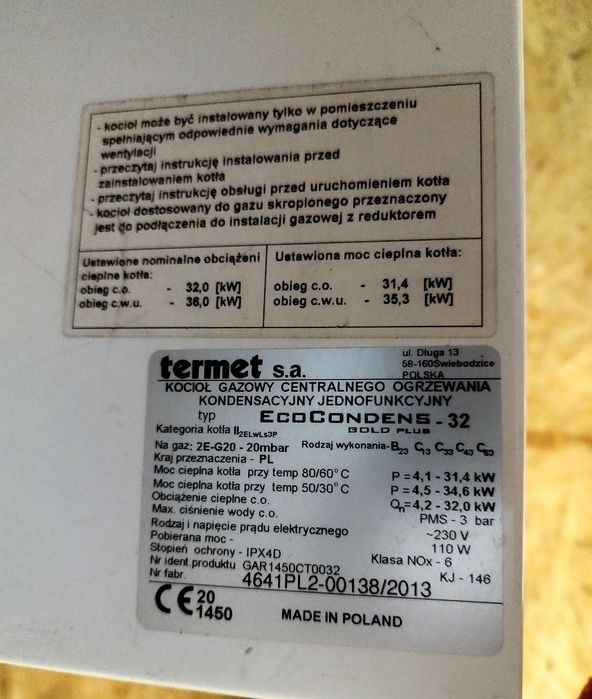 - kocioł może być instalowany tylko w pomieszczeniu
spełniającym odpowiednie wymagania dotyczące
wentylacji
- przeczytaj instrukcję instalowania przed
zainstalowaniem kotła
- przeczytaj instrukcję obsługi przed uruchomieniem kotła
- kocioł dostosowany do gazu skroplonego przeznaczony
jest do podłączenia do instalacji gazowej z reduktorem
Ustawione nominalne obciążeni
cieplne kotła:
obieg c.o. - 32,0 [kW]
obieg c.w.u. - 36,0 [kW]
Ustawiona moc cieplna kotła:
obieg c.o. - 31,4 [kW]
obieg c.w.u. - 35,3 [kW]
termet s.a.
ul. Długa 13
58-160Świebodzice
POLSKA
KOCIOŁ GAZOWY CENTRALNEGO OGRZEWANIA
KONDENSACYJNY JEDNOFUNKCYJNY
typ ECOCONDENS - 32
GOLD PLUS
Kategoria kotła II2ELwLs3P
Na gaz: 2E-G20 - 20mbar Rodzaj wykonania-B23 C13 C33 C43 C63
Kraj przeznaczenia - PL
Moc cieplna kotła przy temp 80/60°C P = 4,1 - 31,4 kW
Moc cieplna kotła przy temp 50/30°C P = 4,5 - 34,6 kW
Obciążenie cieplne c.o. Qn= 4,2 - 32,0 kW
Max. ciśnienie wody c.o. PMS - 3 bar
Rodzaj i napięcie prądu elektrycznego ~230 V
Pobierana moc - 110 W
Stopień ochrony - IPX4D Klasa NOx - 6
Nr ident.produktu GAR1450CT0032 KJ - 146
Nr fabr. 4641PL2-00138/2013
CE 20
1450
MADE IN POLAND